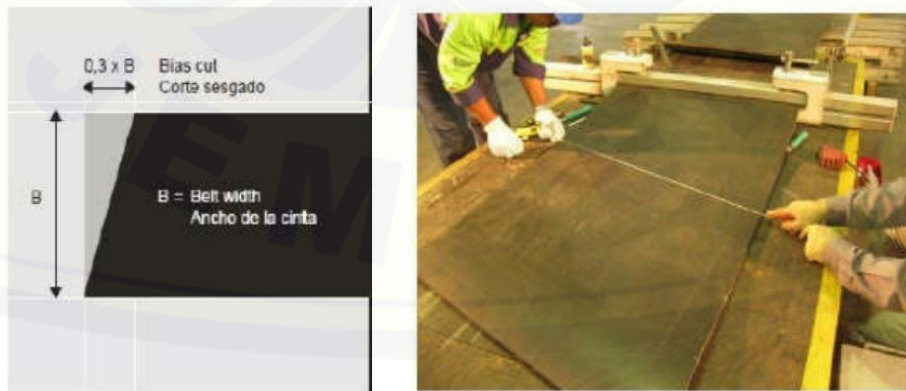 0,3 x B
Bias cut
Corte sesgado
B
B = Belt width
Ancho de la cinta